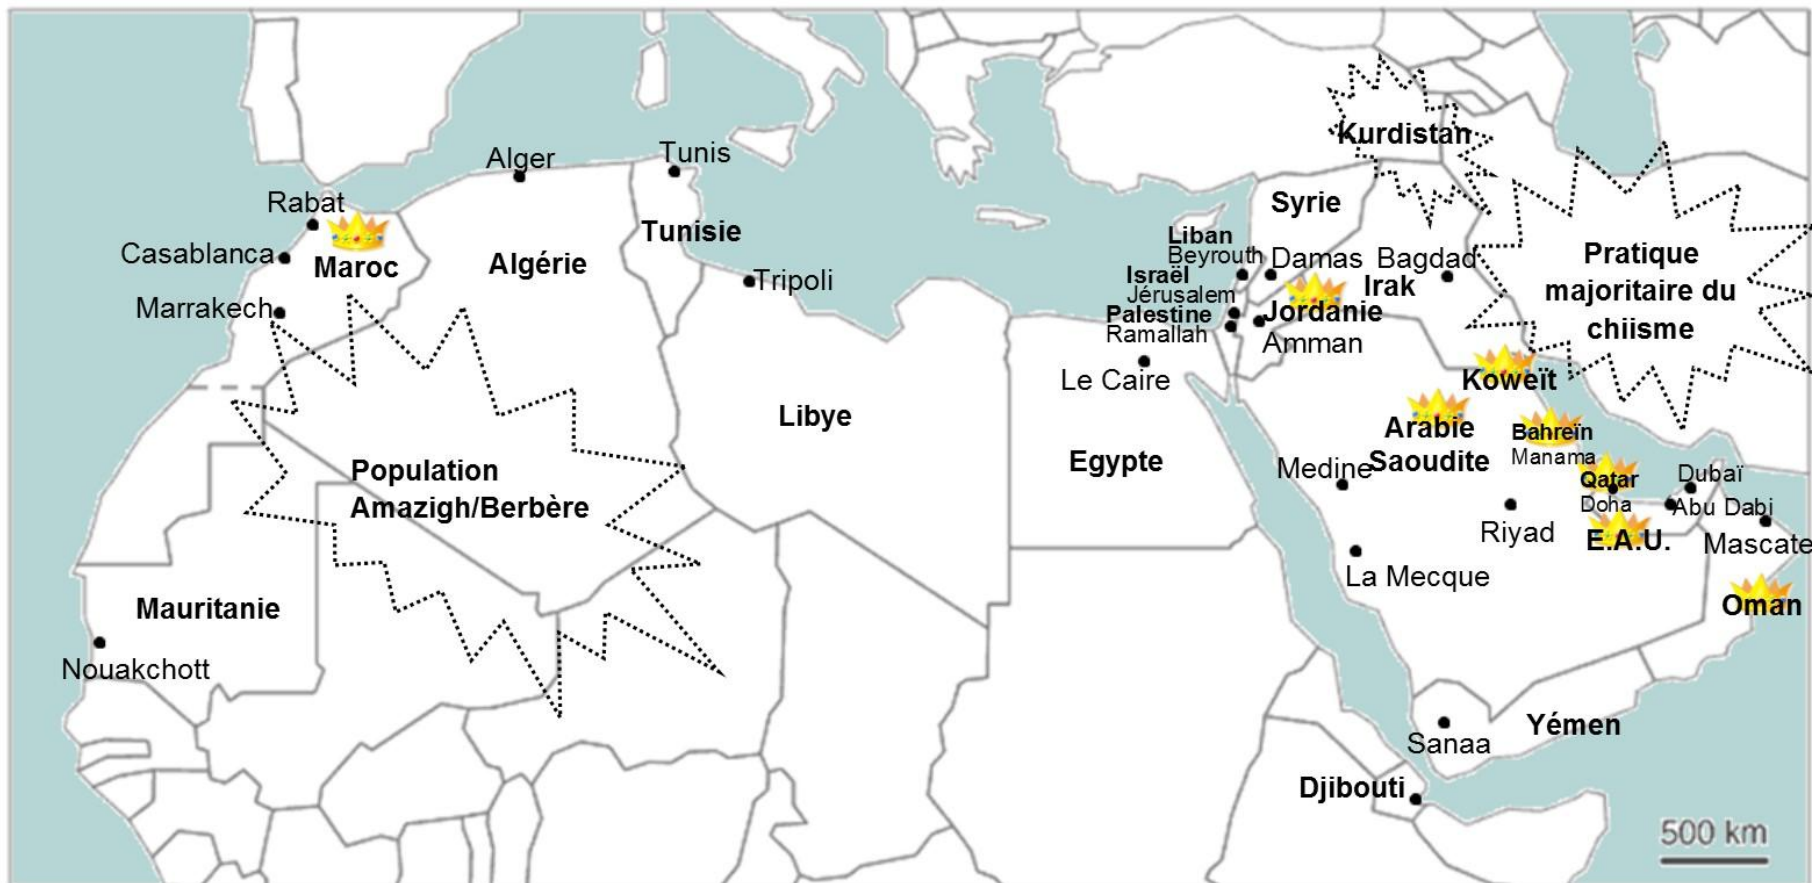 Alger
Tunis
Kurdistan
Rabat
Syrie
Tunisie
Liban
Beyrouth
Damas
Bagdad
Pratique
majoritaire du
chiisme
Casablanca
Maroc
Algérie
Tripoli
Israël
Jérusalem
Irak
Marrakech
Palestine
Ramallah
Jordanie
Amman
Le Caire
Koweït
Libye
Arabie
Saoudite
Bahreïn
Manama
Population
Amazigh/Berbère
Egypte
Medine
Qatar
Doha
Dubaï
Abu Dabi
Riyad
E.A.U.
Mascate
La Mecque
Mauritanie
Oman
Nouakchott
Yémen
Sanaa
Djibouti
500 km